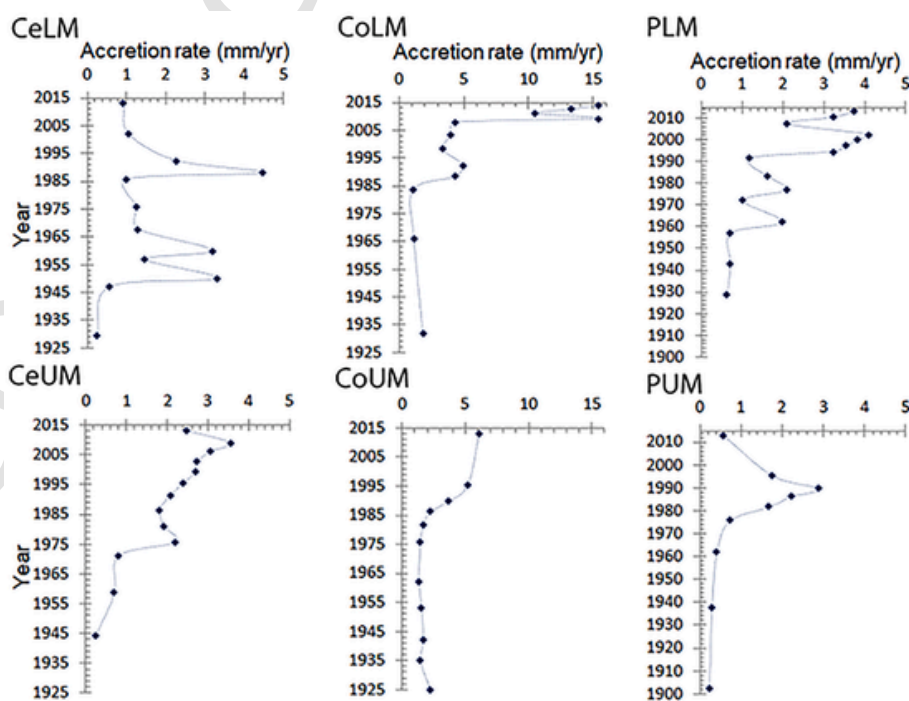 CeLM CoLM PLM
Accretion rate (mm/yr) Accretion rate (mm/yr) Accretion rate (mm/yr)
0 1 2 3 4 5 0 5 10 15 0 1 2 3 4 5
2015 2015 2010
2005 2005 2000
1995 1995 1990
1985 1985 1980
1975 1975 1970
1965 1965 1960
1955 1955 1950
1945 1945 1940
1935 1935 1930
1925 1925 1920
1910
1900
Year
CeUM CoUM PUM
0 1 2 3 4 5 0 5 10 15 0 1 2 3 4 5
2015 2015 2010
2005 2005 2000
1995 1995 1990
1985 1985 1980
1975 1975 1970
1965 1965 1960
1955 1955 1950
1945 1945 1940
1935 1935 1930
1925 1925 1920
1910
1900
Year